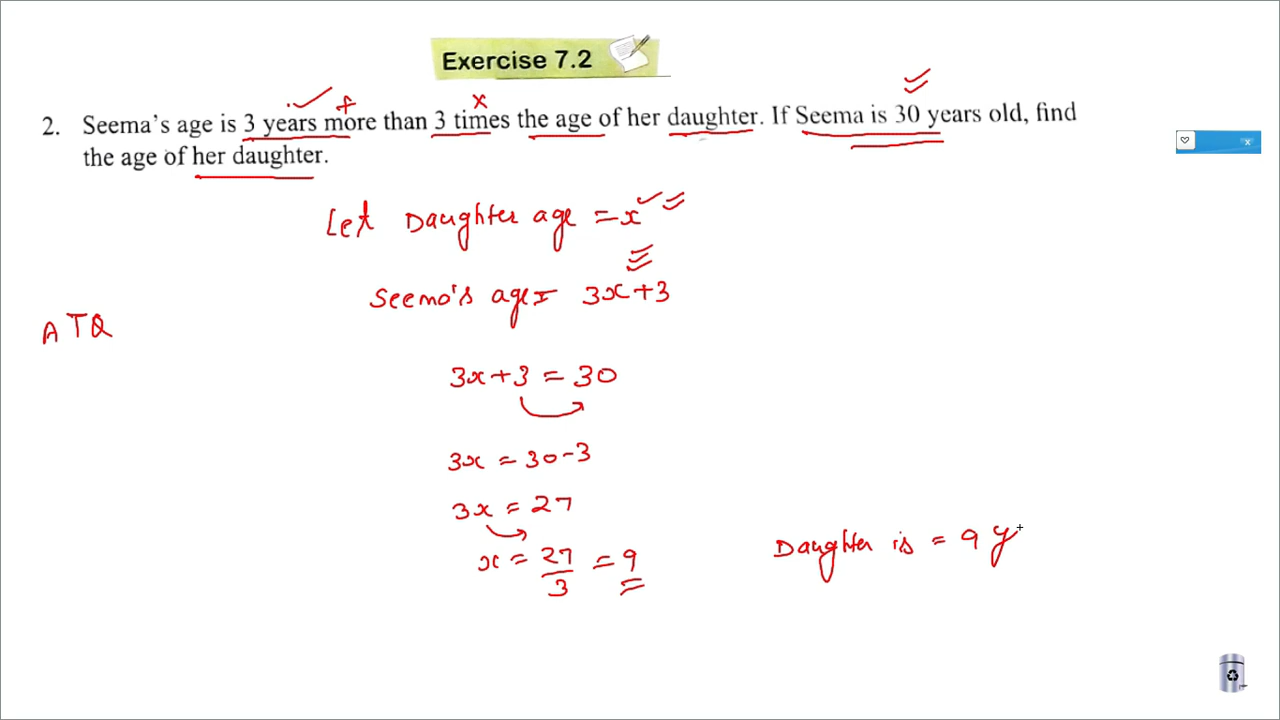 Exercise 7.2
2. Seema's age is 3 years more than 3 times the age of her daughter. If Seema is 30 years old, find
the age of her daughter.
+
x
Let Daughter age = x
Seema's age = 3x+3
ATQ
3x+3 = 30
3x = 30-3
3x = 27
x = 27/3 = 9
Daughter is = 9 y